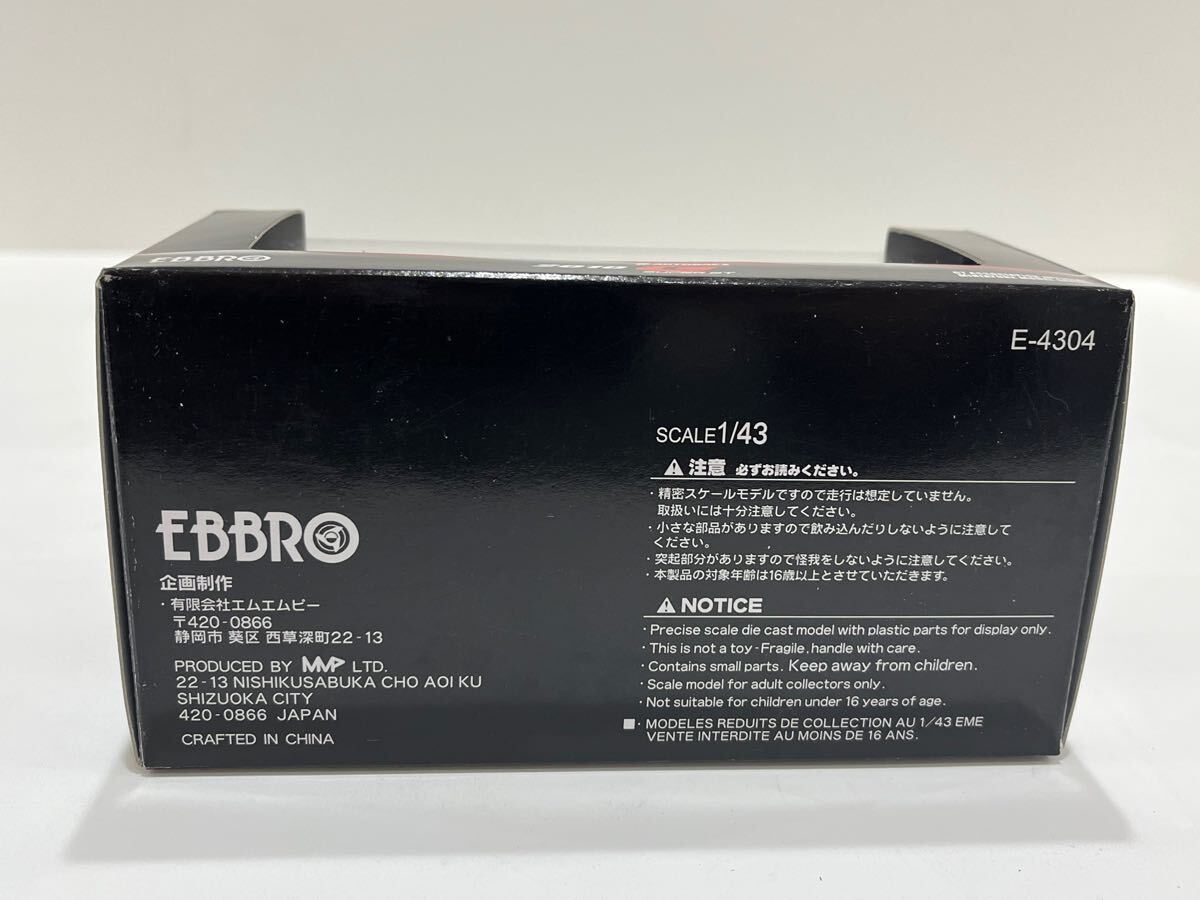 EBBRO
E-4304
SCALE1/43
注意 必ずお読みください。
・精密スケールモデルですので走行は想定していません。
取扱いには十分注意してください。
・小さな部品がありますので飲み込んだりしないように注意して
ください。
・突起部分がありますので怪我をしないように注意してください。
・本製品の対象年齢は16歳以上とさせていただきます。
NOTICE
・Precise scale die cast model with plastic parts for display only.
・This is not a toy - Fragile, handle with care.
・Contains small parts. Keep away from children.
・Scale model for adult collectors only.
・Not suitable for children under 16 years of age.
■・MODELES REDUITS DE COLLECTION AU 1/43 EME
VENTE INTERDITE AU MOINS DE 16 ANS.
EBBRO
企画制作
・有限会社エムエムピー
〒420-0866
静岡市 葵区 西草深町22-13
PRODUCED BY MMP LTD.
22-13 NISHIKUSABUKA CHO AOI KU
SHIZUOKA CITY
420-0866 JAPAN
CRAFTED IN CHINA